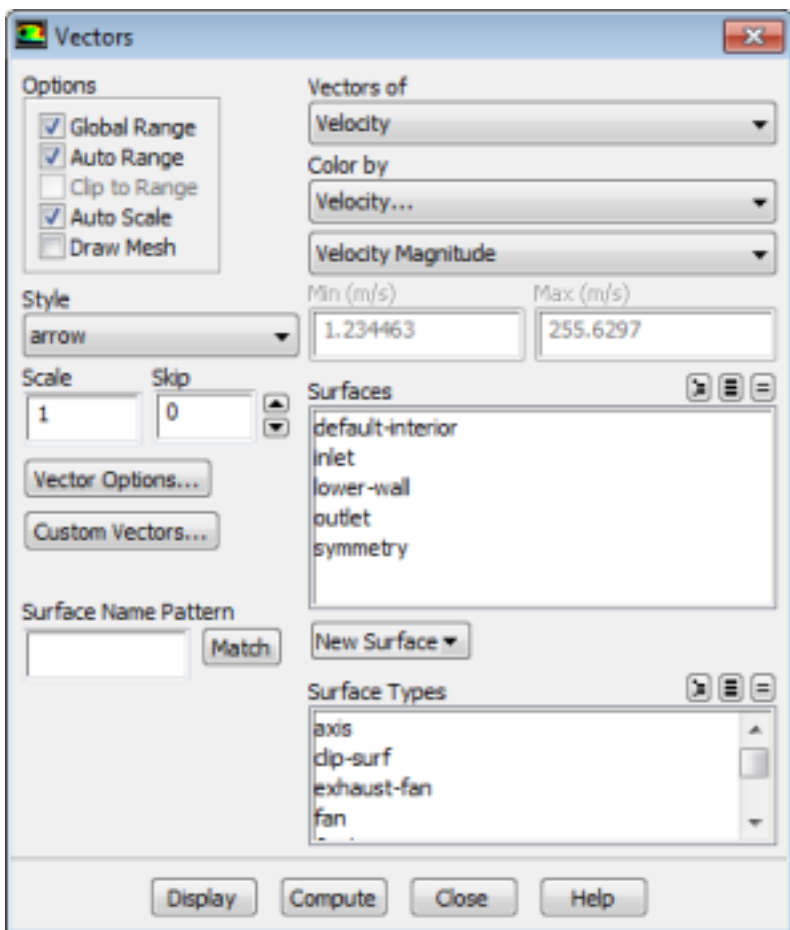 Vectors
Options
Global Range
Auto Range
Clip to Range
Auto Scale
Draw Mesh
Style
arrow
Scale Skip
1 0
Vector Options...
Custom Vectors...
Surface Name Pattern
Match
Vectors of
Velocity
Color by
Velocity...
Velocity Magnitude
Min (m/s) Max (m/s)
1.234463 255.6297
Surfaces
default-interior
inlet
lower-wall
outlet
symmetry
New Surface
Surface Types
axis
clip-surf
exhaust-fan
fan
Display Compute Close Help